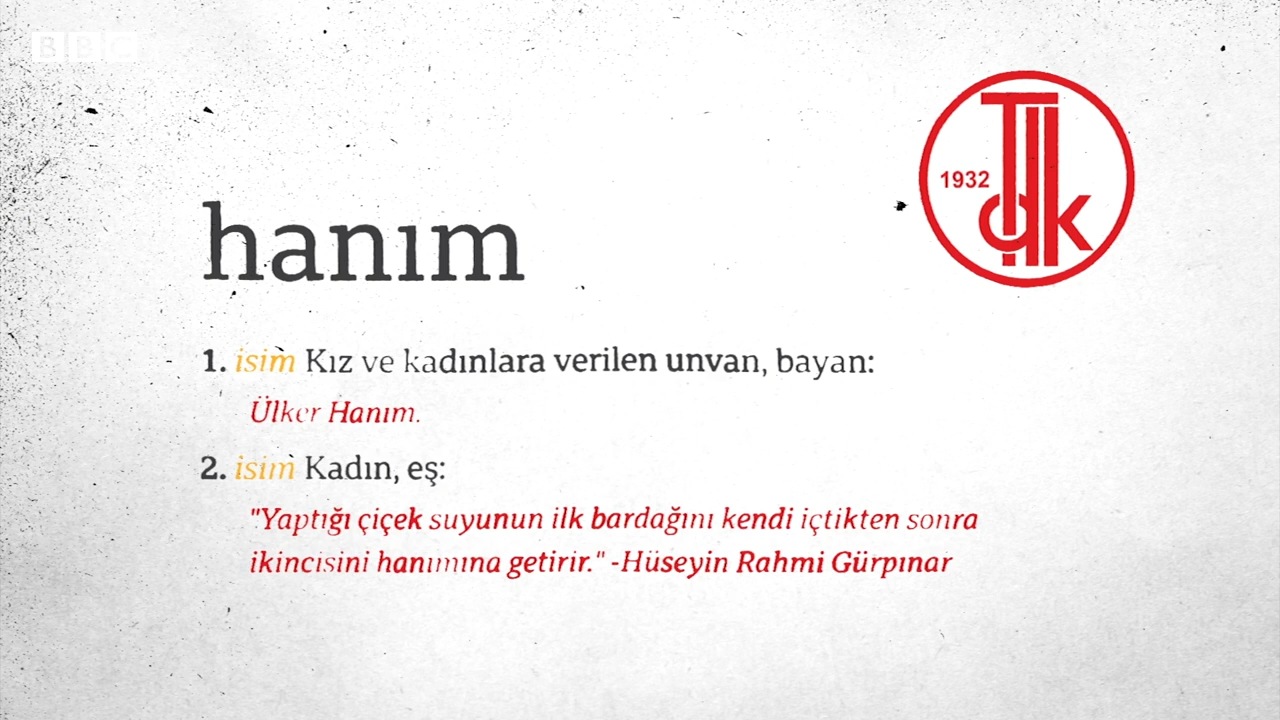 BBC
1932
Tdk
hanım
1. isim Kız ve kadınlara verilen unvan, bayan:
Ülker Hanım.
2. isim Kadın, eş:
"Yaptığı çiçek suyunun ilk bardağını kendi içtikten sonra
ikincisini hanımına getirir." -Hüseyin Rahmi Gürpınar